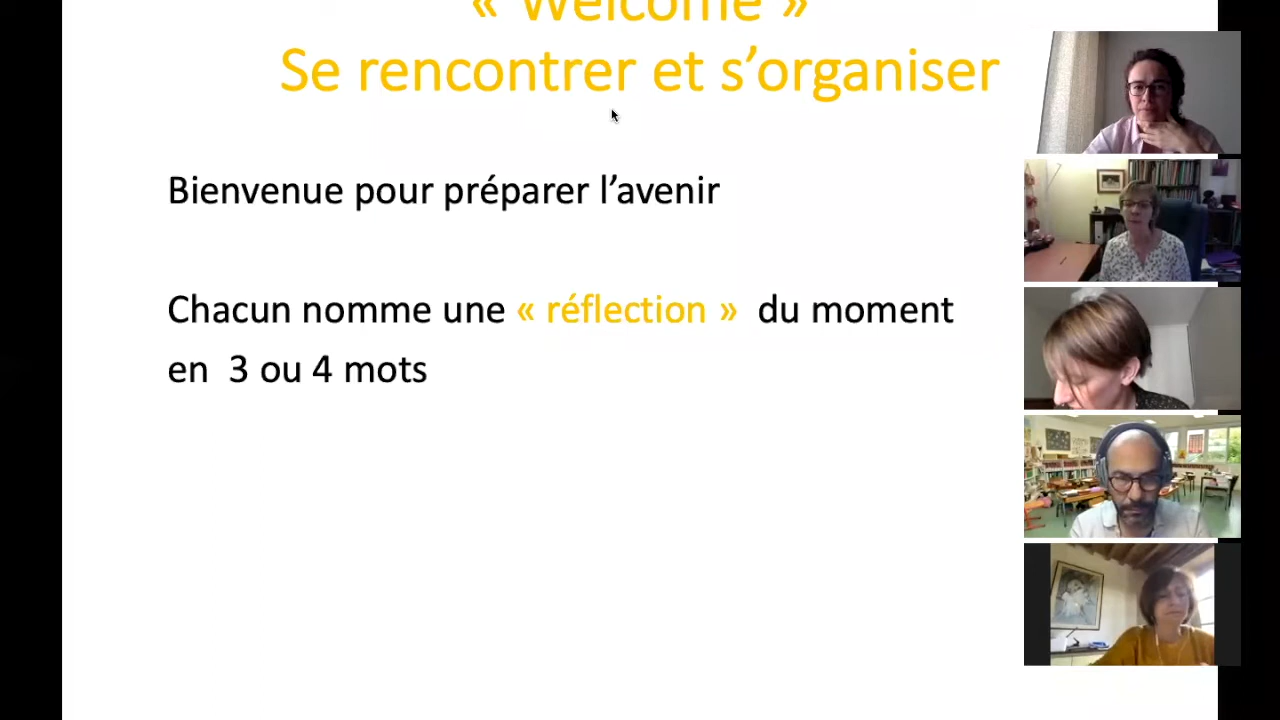 « Welcome »
Se rencontrer et s’organiser
Bienvenue pour préparer l’avenir
Chacun nomme une « réflection » du moment
en 3 ou 4 mots